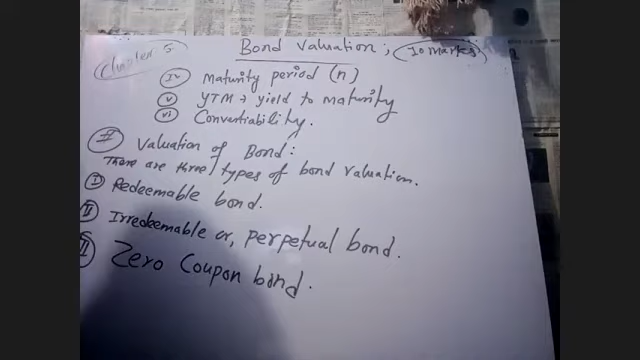 Chapter 5
Bond Valuation; (10 marks)
(iv) Maturity period (n)
(v) YTM → yield to maturity
(vi) Convertiability.
(II) Valuation of Bond:
There are three types of bond valuation.
(I) Redeemable bond.
(II) Irredeemable or, perpetual bond.
(III) Zero Coupon bond.